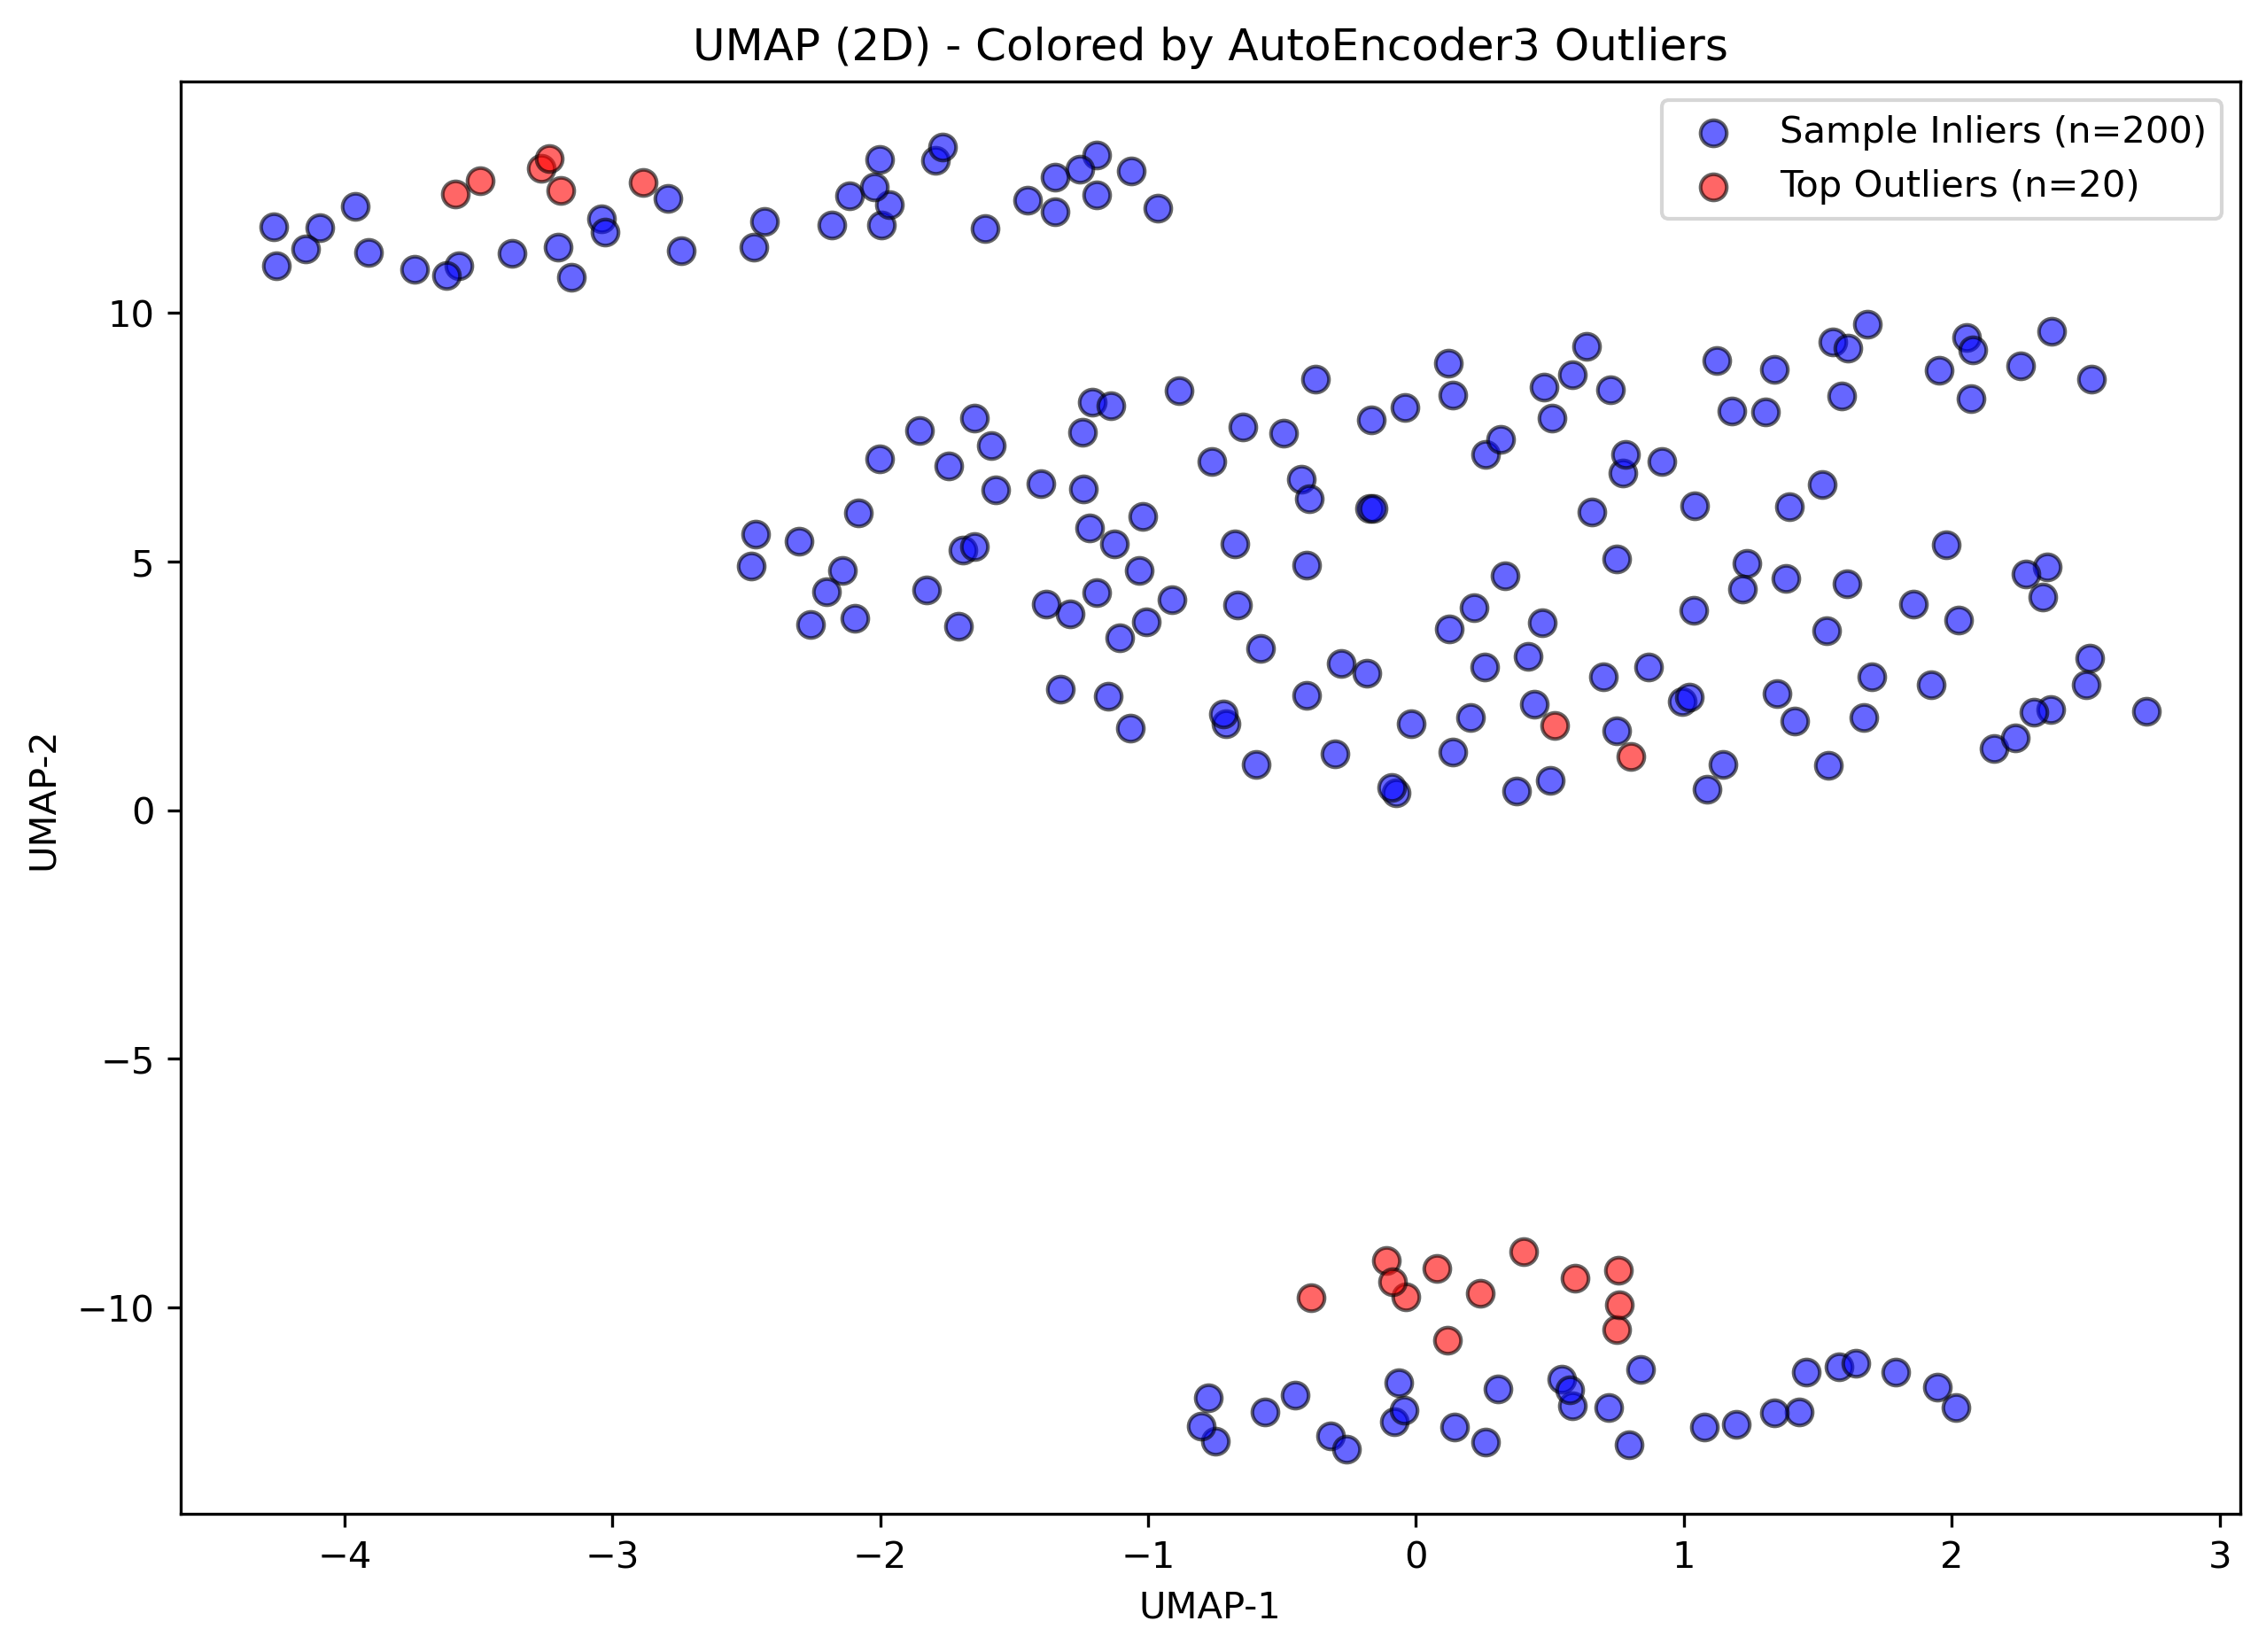 UMAP (2D) - Colored by AutoEncoder3 Outliers
Sample Inliers (n=200)
Top Outliers (n=20)
10
5
0
−5
−10
UMAP-2
−4 −3 −2 −1 0 1 2 3
UMAP-1